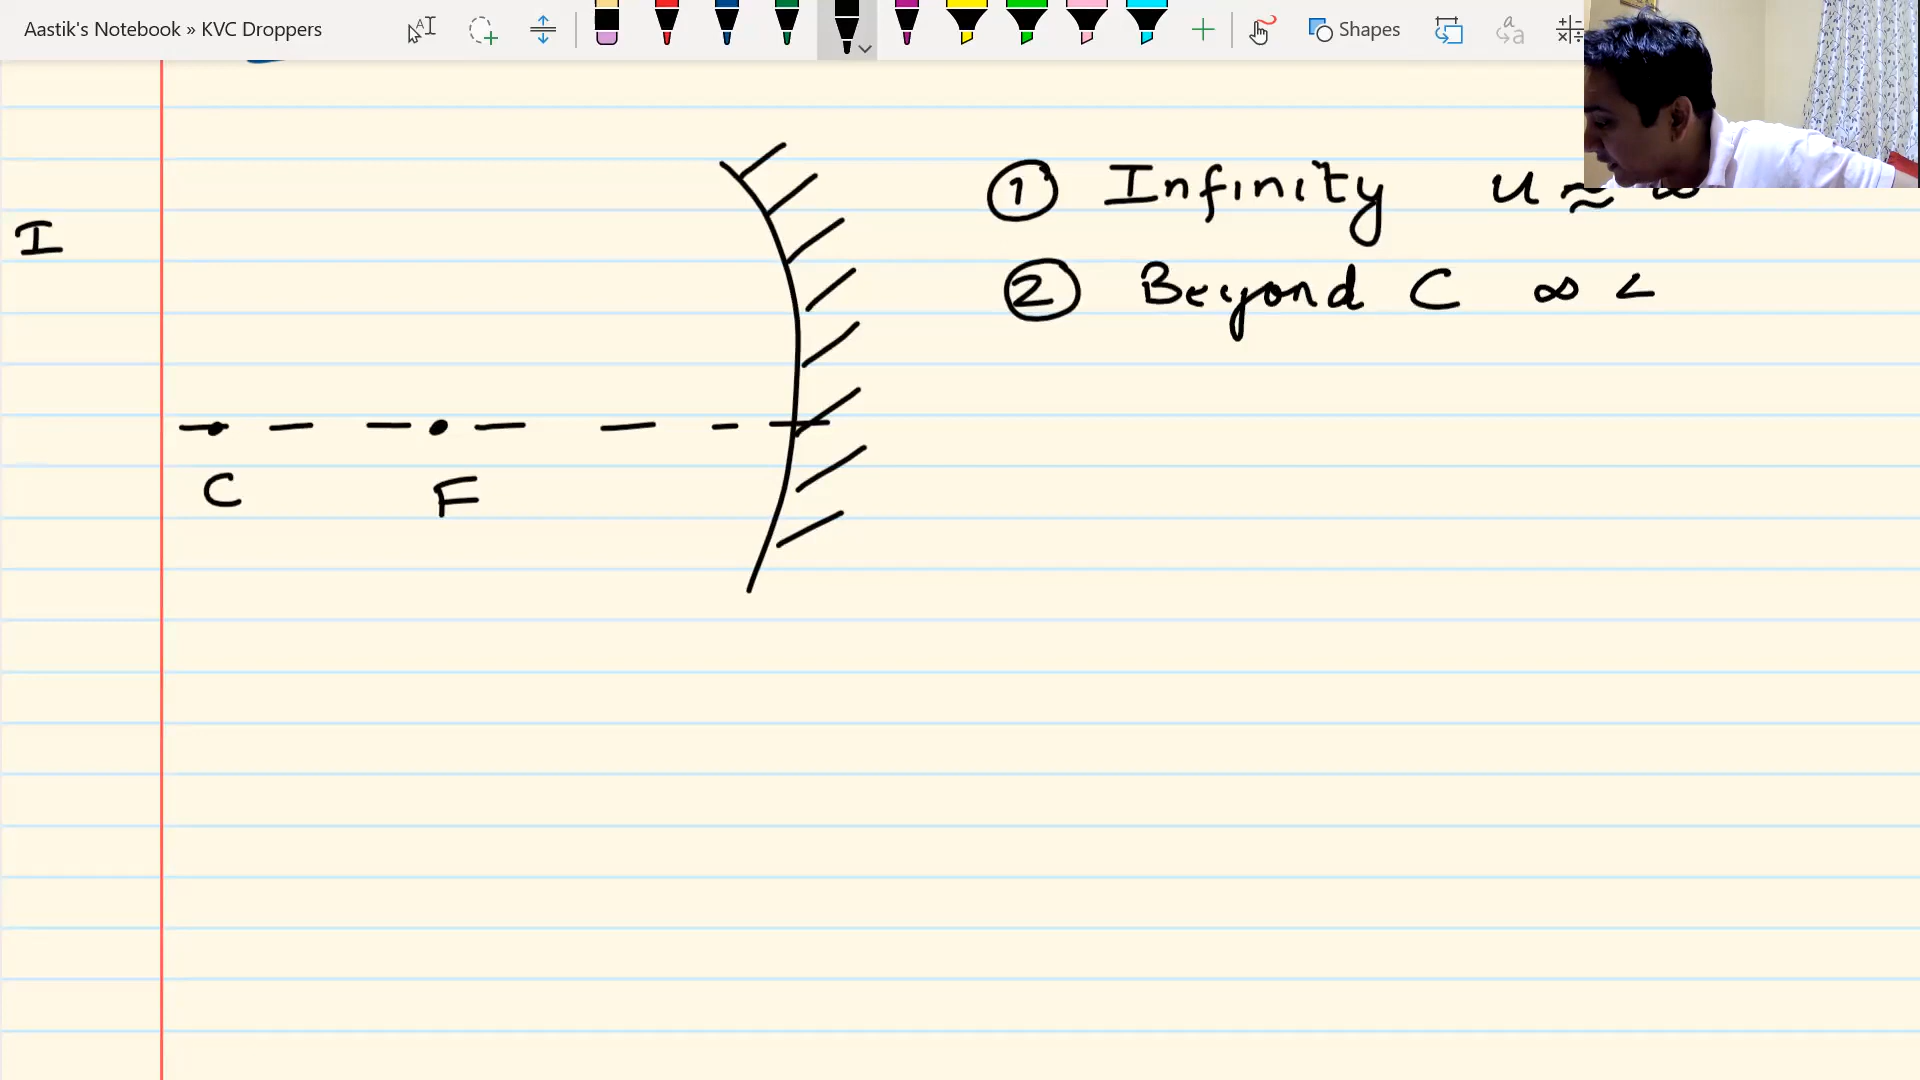 Aastik's Notebook » KVC Droppers
Shapes
① Infinity u ≈ ∞
I
② Beyond C ∞ <
C F